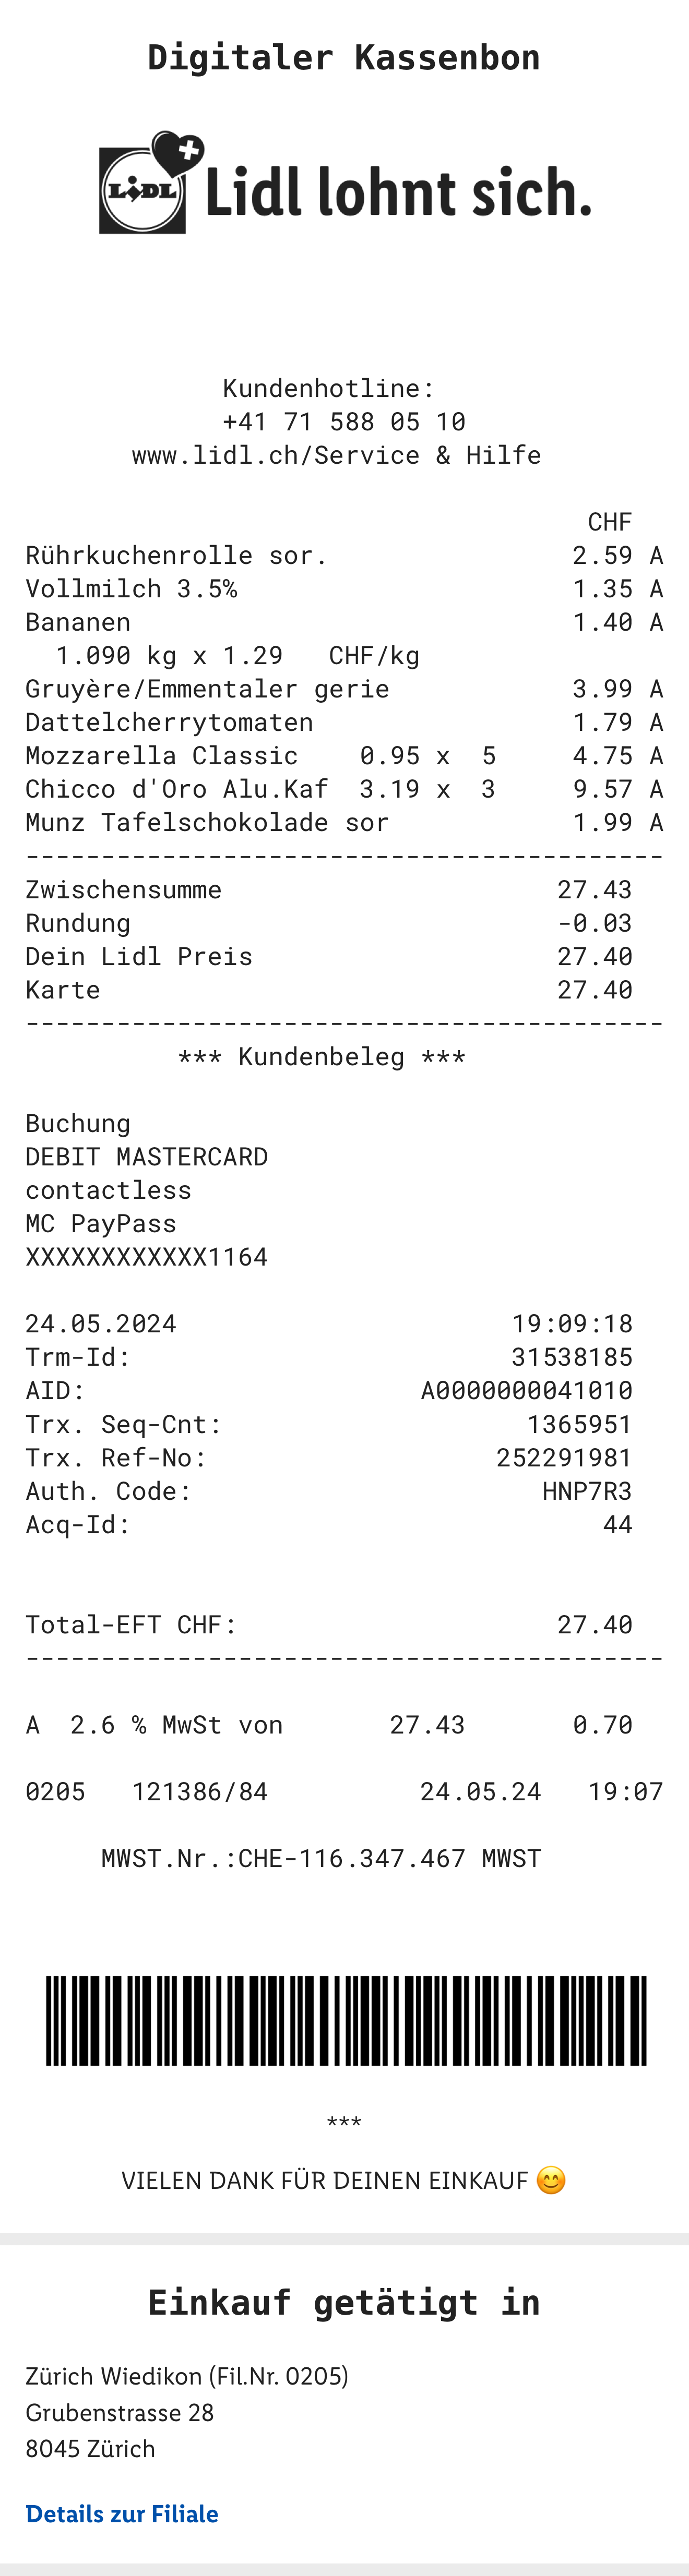 Digitaler Kassenbon
LIDL Lidl lohnt sich.
Kundenhotline:
+41 71 588 05 10
www.lidl.ch/Service & Hilfe
CHF
Rührkuchenrolle sor. 2.59 A
Vollmilch 3.5% 1.35 A
Bananen 1.40 A
1.090 kg x 1.29 CHF/kg
Gruyère/Emmentaler gerie 3.99 A
Dattelcherrytomaten 1.79 A
Mozzarella Classic 0.95 x 5 4.75 A
Chicco d'Oro Alu.Kaf 3.19 x 3 9.57 A
Munz Tafelschokolade sor 1.99 A
------------------------------------------
Zwischensumme 27.43
Rundung -0.03
Dein Lidl Preis 27.40
Karte 27.40
------------------------------------------
*** Kundenbeleg ***
Buchung
DEBIT MASTERCARD
contactless
MC PayPass
XXXXXXXXXXXX1164
24.05.2024 19:09:18
Trm-Id: 31538185
AID: A0000000041010
Trx. Seq-Cnt: 1365951
Trx. Ref-No: 252291981
Auth. Code: HNP7R3
Acq-Id: 44
Total-EFT CHF: 27.40
------------------------------------------
A 2.6 % MwSt von 27.43 0.70
0205 121386/84 24.05.24 19:07
MWST.Nr.:CHE-116.347.467 MWST
***
VIELEN DANK FÜR DEINEN EINKAUF 😊
Einkauf getätigt in
Zürich Wiedikon (Fil.Nr. 0205)
Grubenstrasse 28
8045 Zürich
Details zur Filiale